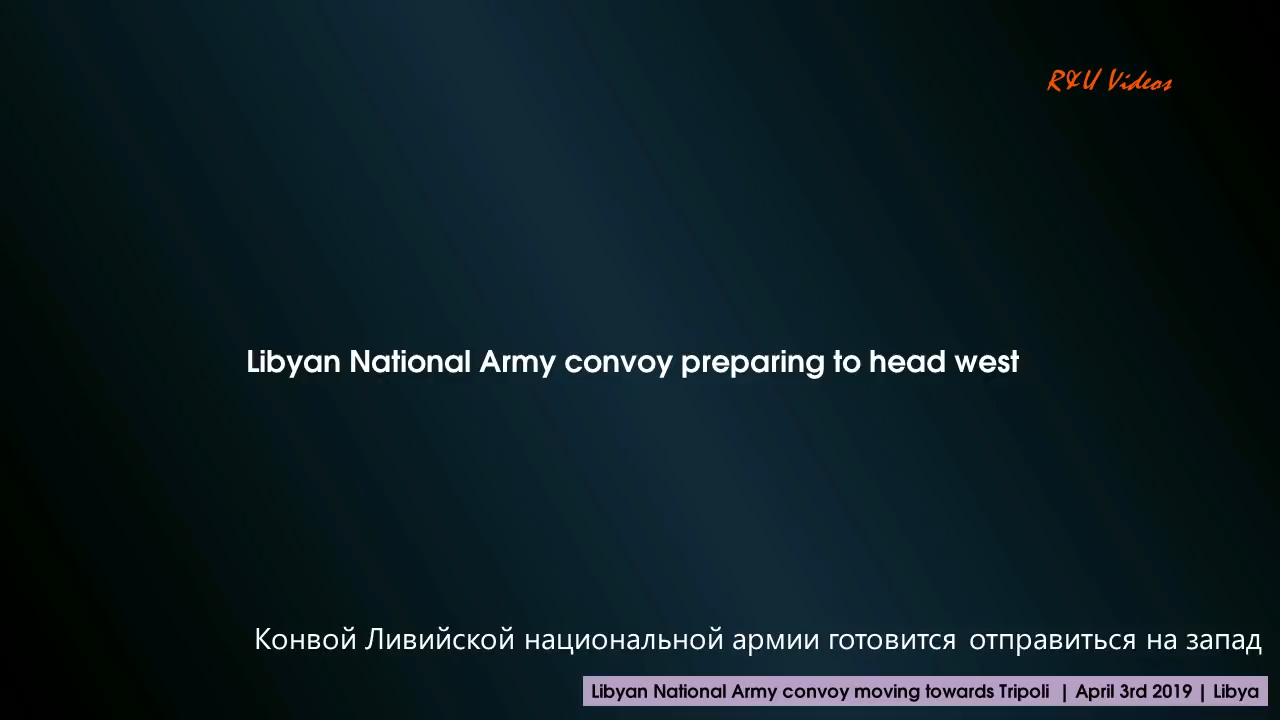 R&U Videos
Libyan National Army convoy preparing to head west
Конвой Ливийской национальной армии готовится отправиться на запад
Libyan National Army convoy moving towards Tripoli | April 3rd 2019 | Libya